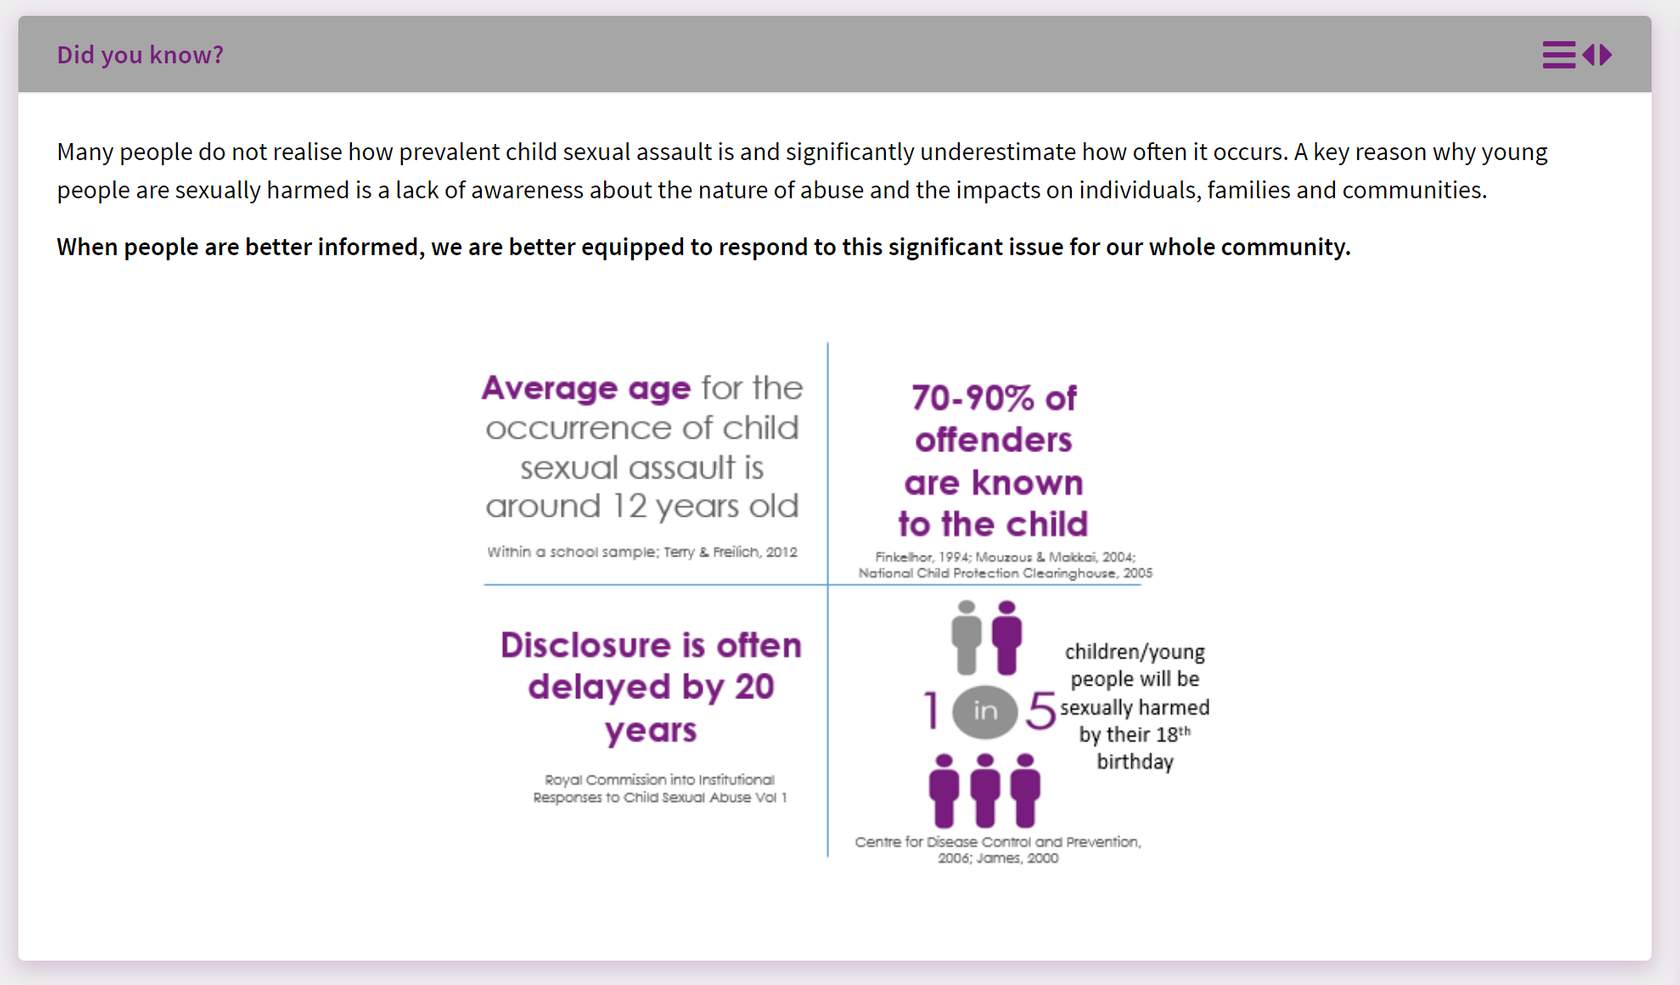 Did you know?
Many people do not realise how prevalent child sexual assault is and significantly underestimate how often it occurs. A key reason why young
people are sexually harmed is a lack of awareness about the nature of abuse and the impacts on individuals, families and communities.
When people are better informed, we are better equipped to respond to this significant issue for our whole community.
Average age for the
occurrence of child
sexual assault is
around 12 years old
Within a school sample; Terry & Freilich, 2012
70-90% of
offenders
are known
to the child
Finkelhor, 1994; Mouzous & Makkai, 2004;
National Child Protection Clearinghouse, 2005
Disclosure is often
delayed by 20
years
Royal Commission into Institutional
Responses to Child Sexual Abuse Vol 1
1 in 5
children/young
people will be
sexually harmed
by their 18th
birthday
Centre for Disease Control and Prevention,
2006; James, 2000